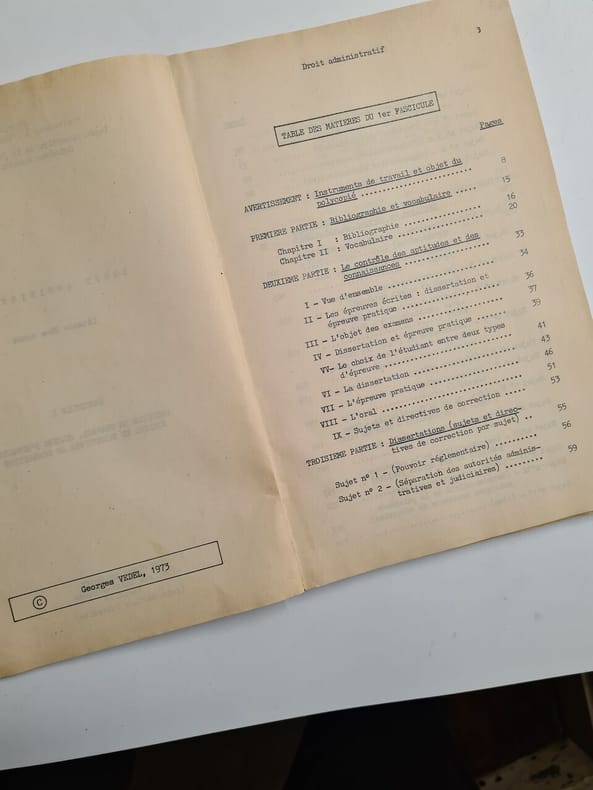 © Georges VEDEL, 1973
Droit administratif
3
TABLE DES MATIERES DU 1er FASCICULE
Pages
AVERTISSEMENT : Instruments de travail et objet du
polycopié ........................ 8
PREMIERE PARTIE : Bibliographie et vocabulaire ..... 15
Chapitre I : Bibliographie ................ 16
Chapitre II : Vocabulaire ................. 20
DEUXIEME PARTIE : Le contrôle des aptitudes et des
connaissances .................. 33
I - Vue d'ensemble ..................... 34
II - Les épreuves écrites : dissertation et
épreuve pratique .................. 36
III - L'objet des examens ................ 37
IV - Dissertation et épreuve pratique ...... 39
VV- Le choix de l'étudiant entre deux types
d'épreuve ....................... 41
VI - La dissertation .................... 43
VII - L'épreuve pratique ................. 46
VIII - L'oral ........................... 51
IX - Sujets et directives de correction ..... 53
TROISIEME PARTIE : Dissertations (sujets et direc-
tives de correction par sujet) .. 55
Sujet n° 1 - (Pouvoir réglementaire) .......... 56
Sujet n° 2 - (Séparation des autorités adminis-
tratives et judiciaires) ........ 59